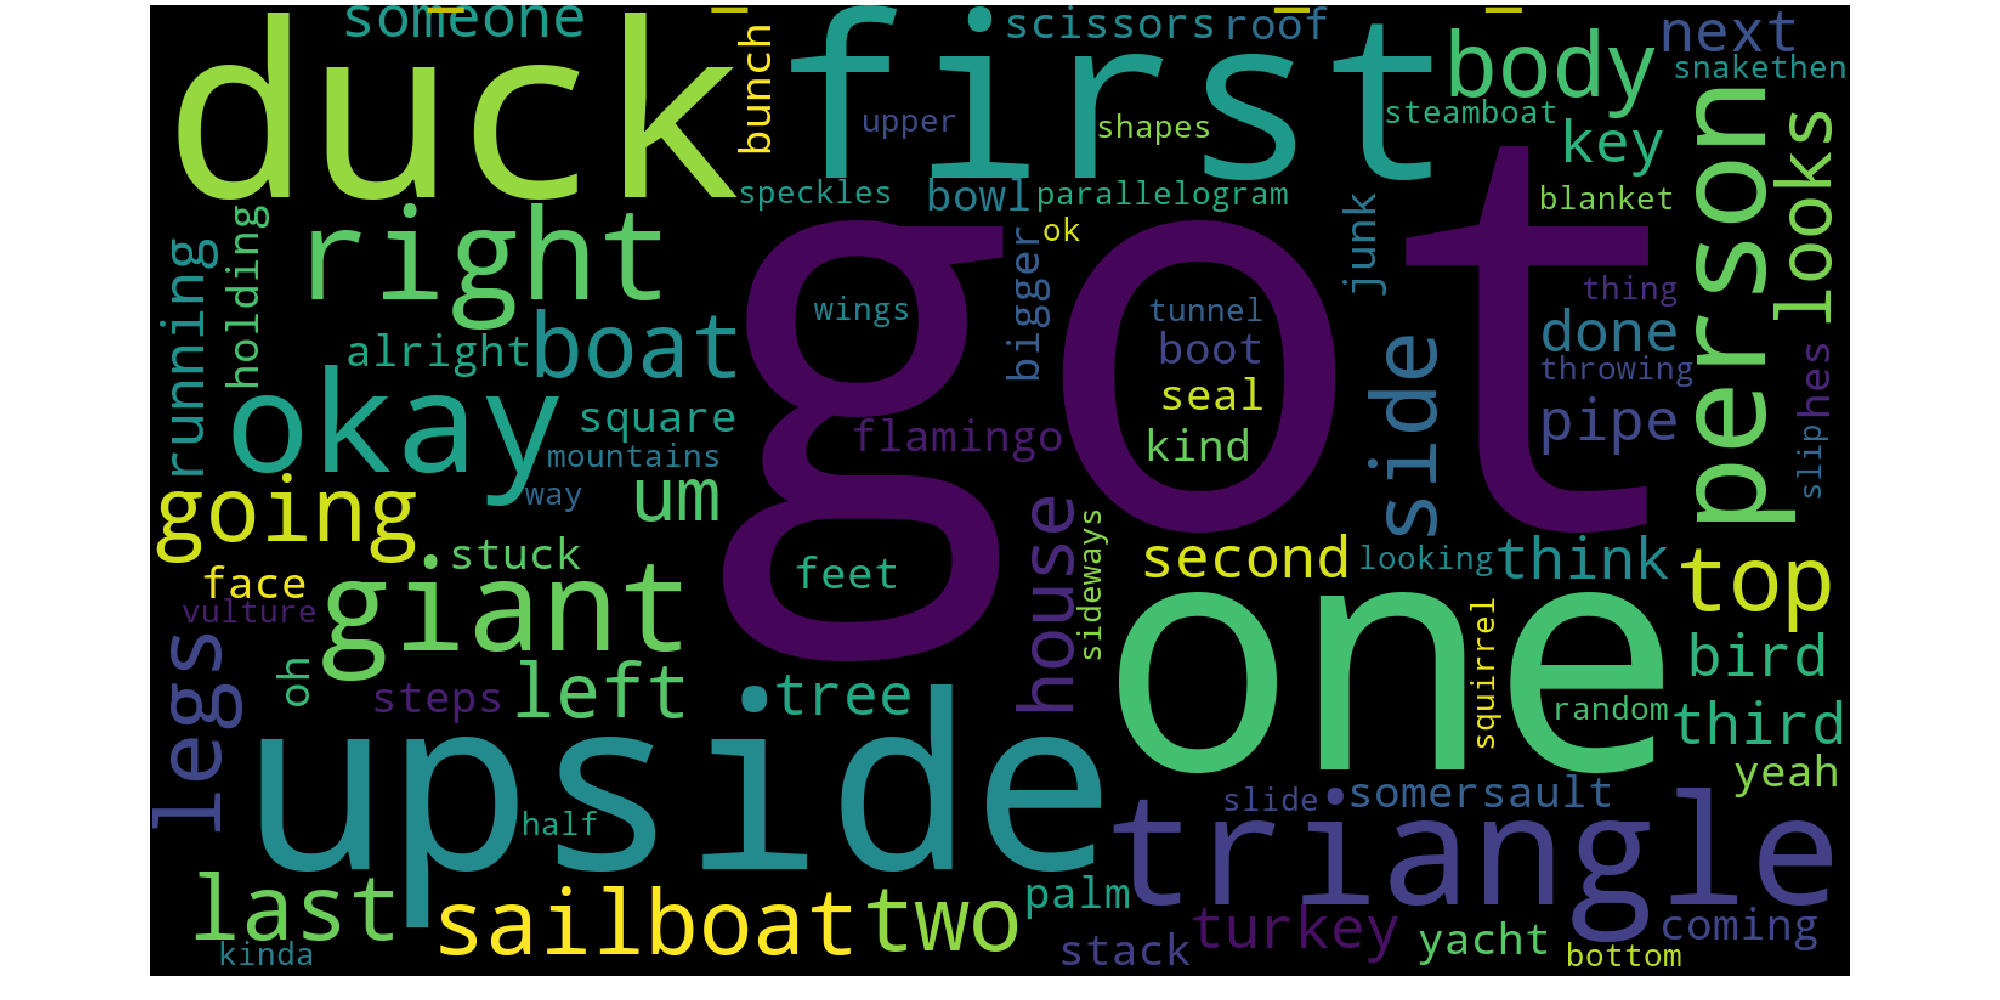 someone
duck
bunch
first
scissors
roof
body
next
snakethen
upper
shapes
steamboat
key
person
looks
speckles
bowl
parallelogram
blanket
ok
junk
holding
running
right
got
bigger
wings
tunnel
thing
alright
boat
boot
side
done
throwing
hes
slip
okay
square
seal
flamingo
kind
pipe
mountains
way
um
going
house
sideways
stuck
second
looking
think
top
face
giant
feet
vulture
one
squirrel
bird
legs
oh
steps
left
tree
random
third
upside
yeah
half
slide
somersault
triangle
last
sailboat
two
palm
turkey
coming
kinda
stack
yacht
bottom